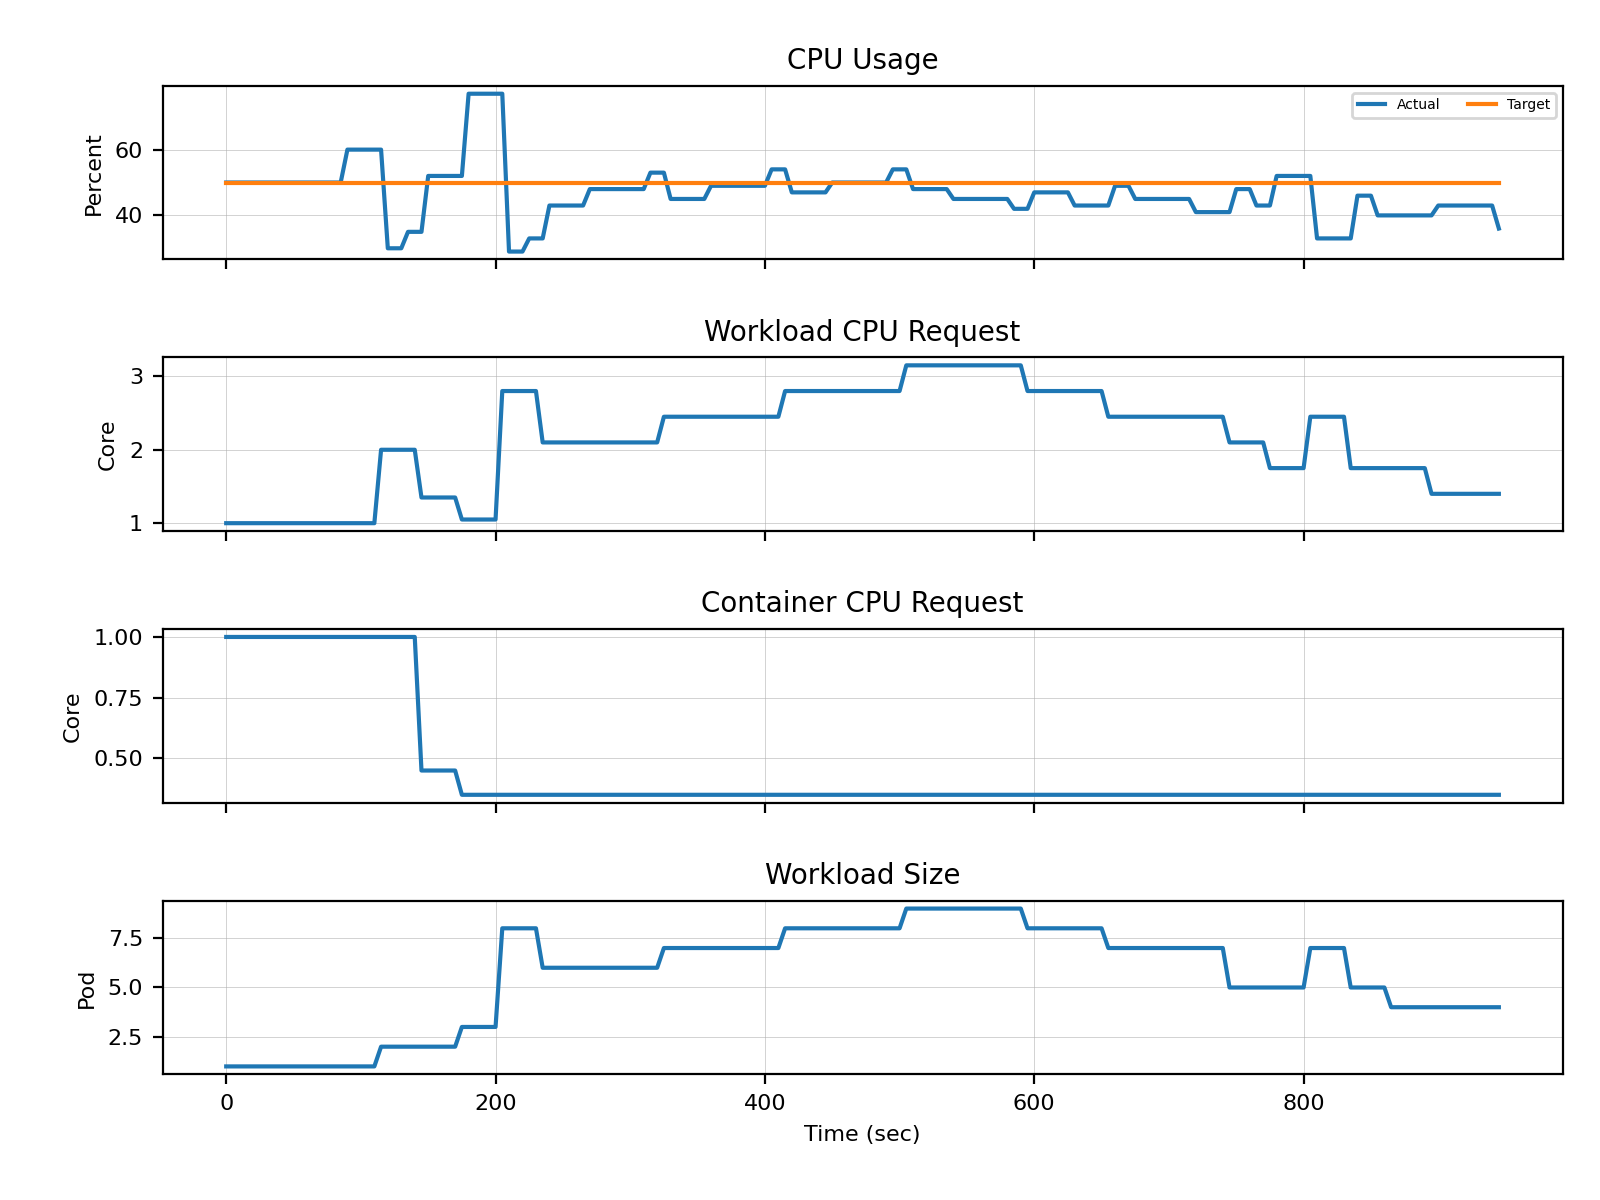 CPU Usage
Actual Target
Percent
60
40
Workload CPU Request
Core
3
2
1
Container CPU Request
Core
1.00
0.75
0.50
Workload Size
Pod
7.5
5.0
2.5
0 200 400 600 800
Time (sec)